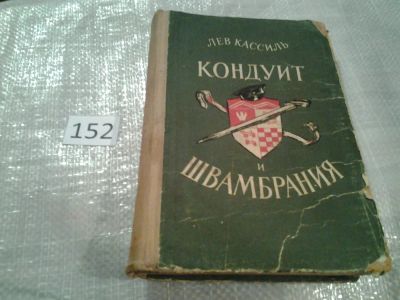 ЛЕВ КАССИЛЬ
КОНДУИТ
И
ШВАМБРАНИЯ
152